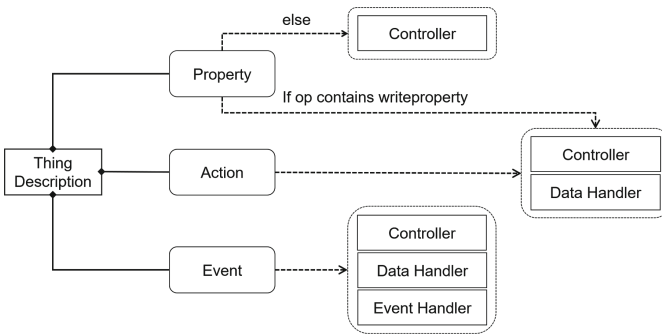 else
Controller
Property
If op contains writeproperty
Thing
Description
Action
Controller
Data Handler
Event
Controller
Data Handler
Event Handler